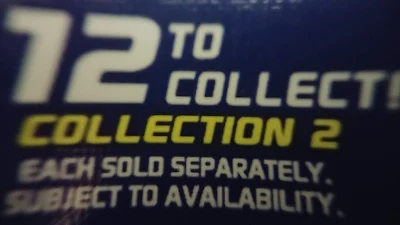 12 TO
COLLECT!
COLLECTION 2
EACH SOLD SEPARATELY.
SUBJECT TO AVAILABILITY.